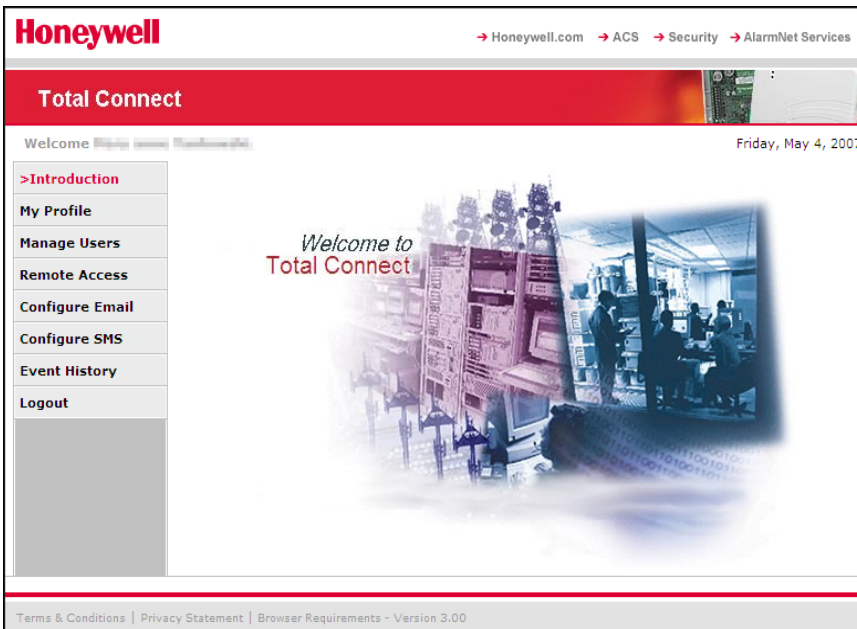 Honeywell
→ Honeywell.com → ACS → Security → AlarmNet Services
Total Connect
Welcome
Friday, May 4, 2007
>Introduction
My Profile
Manage Users
Remote Access
Configure Email
Configure SMS
Event History
Logout
Welcome to
Total Connect
Terms & Conditions | Privacy Statement | Browser Requirements - Version 3.00